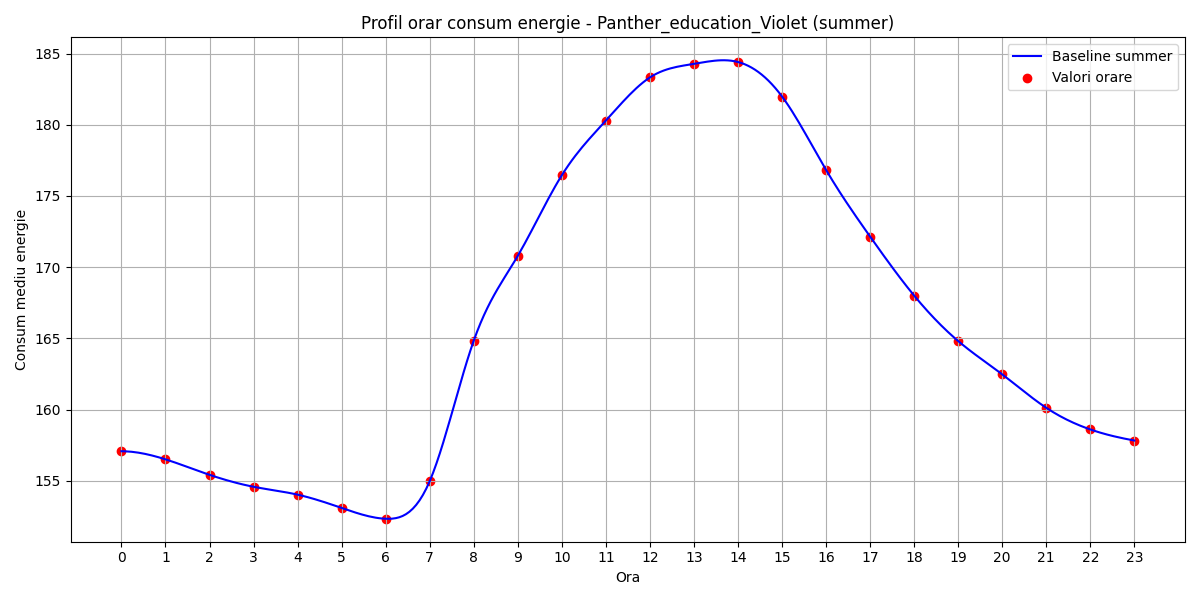 Profil orar consum energie - Panther_education_Violet (summer)
Baseline summer
Valori orare
Consum mediu energie
185
180
175
170
165
160
155
0 1 2 3 4 5 6 7 8 9 10 11 12 13 14 15 16 17 18 19 20 21 22 23
Ora